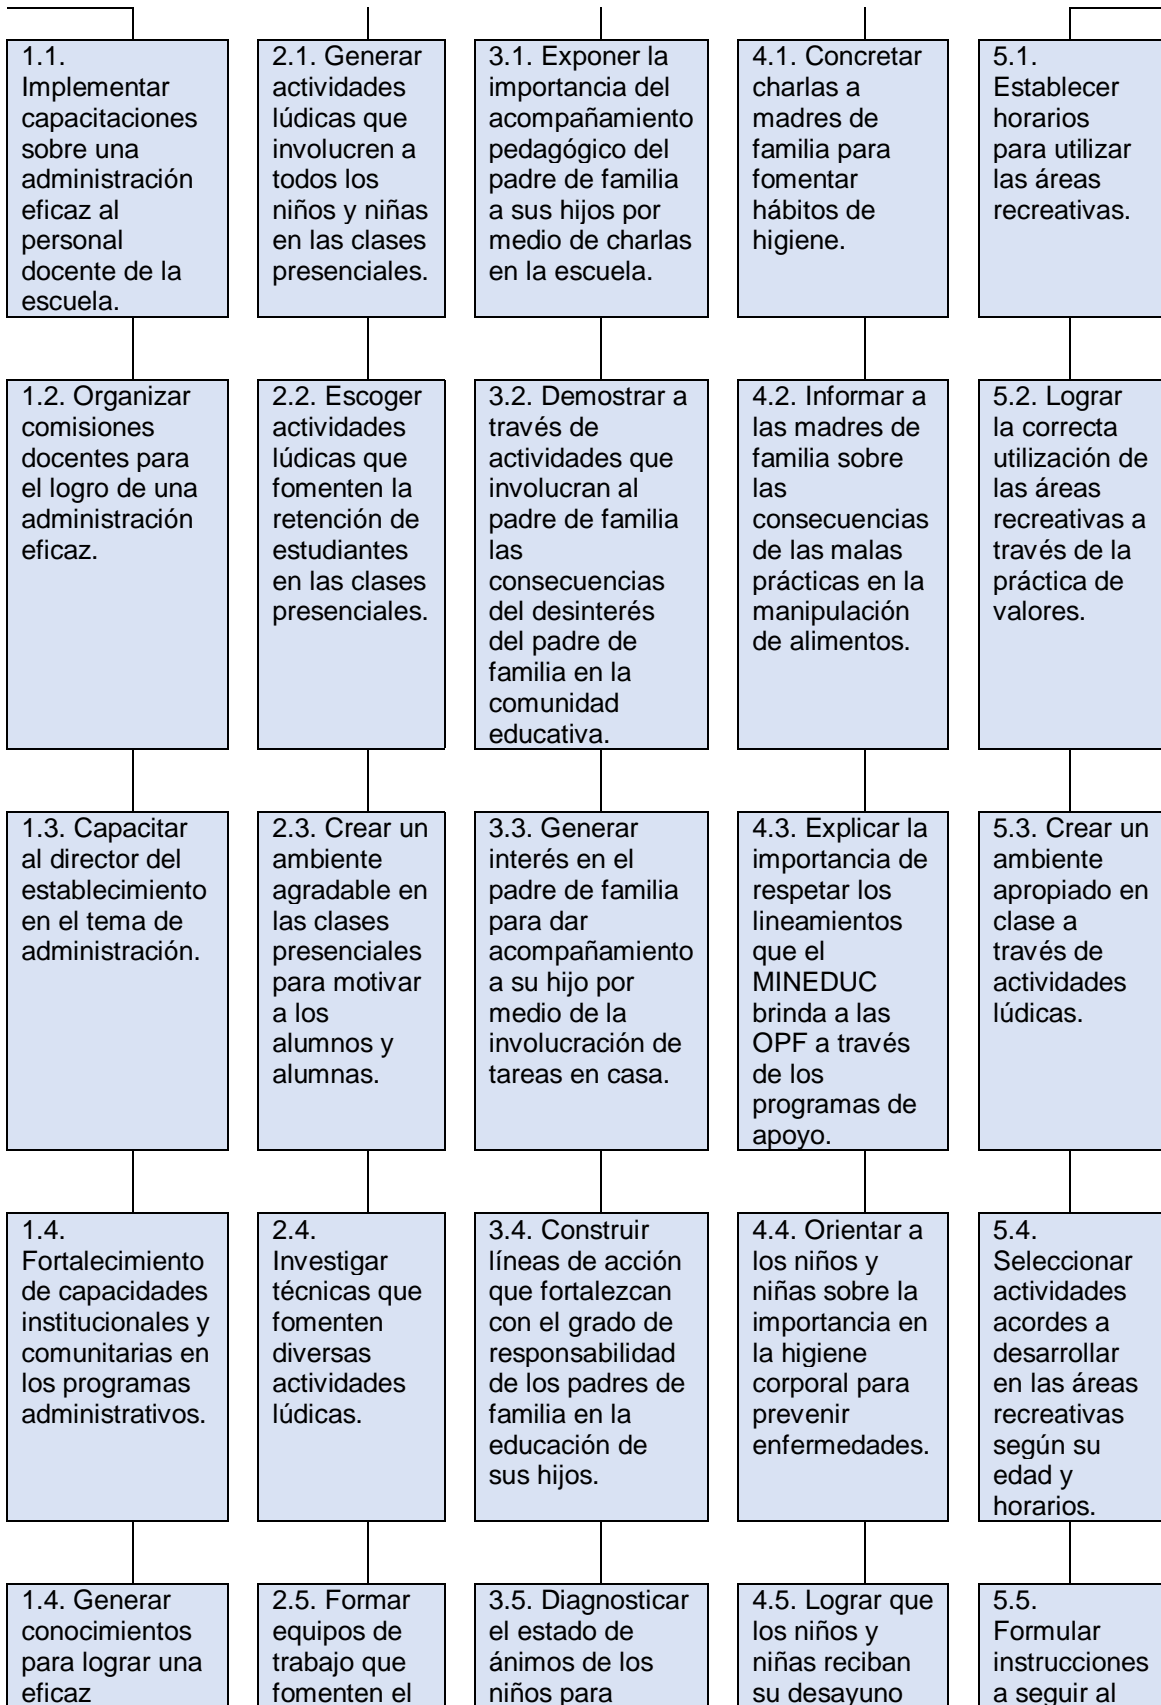 1.1.
Implementar
capacitaciones
sobre una
administración
eficaz al
personal
docente de la
escuela.
2.1. Generar
actividades
lúdicas que
involucren a
todos los
niños y niñas
en las clases
presenciales.
3.1. Exponer la
importancia del
acompañamiento
pedagógico del
padre de familia
a sus hijos por
medio de charlas
en la escuela.
4.1. Concretar
charlas a
madres de
familia para
fomentar
hábitos de
higiene.
5.1.
Establecer
horarios
para utilizar
las áreas
recreativas.
1.2. Organizar
comisiones
docentes para
el logro de una
administración
eficaz.
2.2. Escoger
actividades
lúdicas que
fomenten la
retención de
estudiantes
en las clases
presenciales.
3.2. Demostrar a
través de
actividades que
involucran al
padre de familia
las
consecuencias
del desinterés
del padre de
familia en la
comunidad
educativa.
4.2. Informar a
las madres de
familia sobre
las
consecuencias
de las malas
prácticas en la
manipulación
de alimentos.
5.2. Lograr
la correcta
utilización de
las áreas
recreativas a
través de la
práctica de
valores.
1.3. Capacitar
al director del
establecimiento
en el tema de
administración.
2.3. Crear un
ambiente
agradable en
las clases
presenciales
para motivar
a los
alumnos y
alumnas.
3.3. Generar
interés en el
padre de familia
para dar
acompañamiento
a su hijo por
medio de la
involucración de
tareas en casa.
4.3. Explicar la
importancia de
respetar los
lineamientos
que el
MINEDUC
brinda a las
OPF a través
de los
programas de
apoyo.
5.3. Crear un
ambiente
apropiado en
clase a
través de
actividades
lúdicas.
1.4.
Fortalecimiento
de capacidades
institucionales y
comunitarias en
los programas
administrativos.
2.4.
Investigar
técnicas que
fomenten
diversas
actividades
lúdicas.
3.4. Construir
líneas de acción
que fortalezcan
con el grado de
responsabilidad
de los padres de
familia en la
educación de
sus hijos.
4.4. Orientar a
los niños y
niñas sobre la
importancia en
la higiene
corporal para
prevenir
enfermedades.
5.4.
Seleccionar
actividades
acordes a
desarrollar
en las áreas
recreativas
según su
edad y
horarios.
1.4. Generar
conocimientos
para lograr una
eficaz
2.5. Formar
equipos de
trabajo que
fomenten el
3.5. Diagnosticar
el estado de
ánimos de los
niños para
4.5. Lograr que
los niños y
niñas reciban
su desayuno
5.5.
Formular
instrucciones
a seguir al